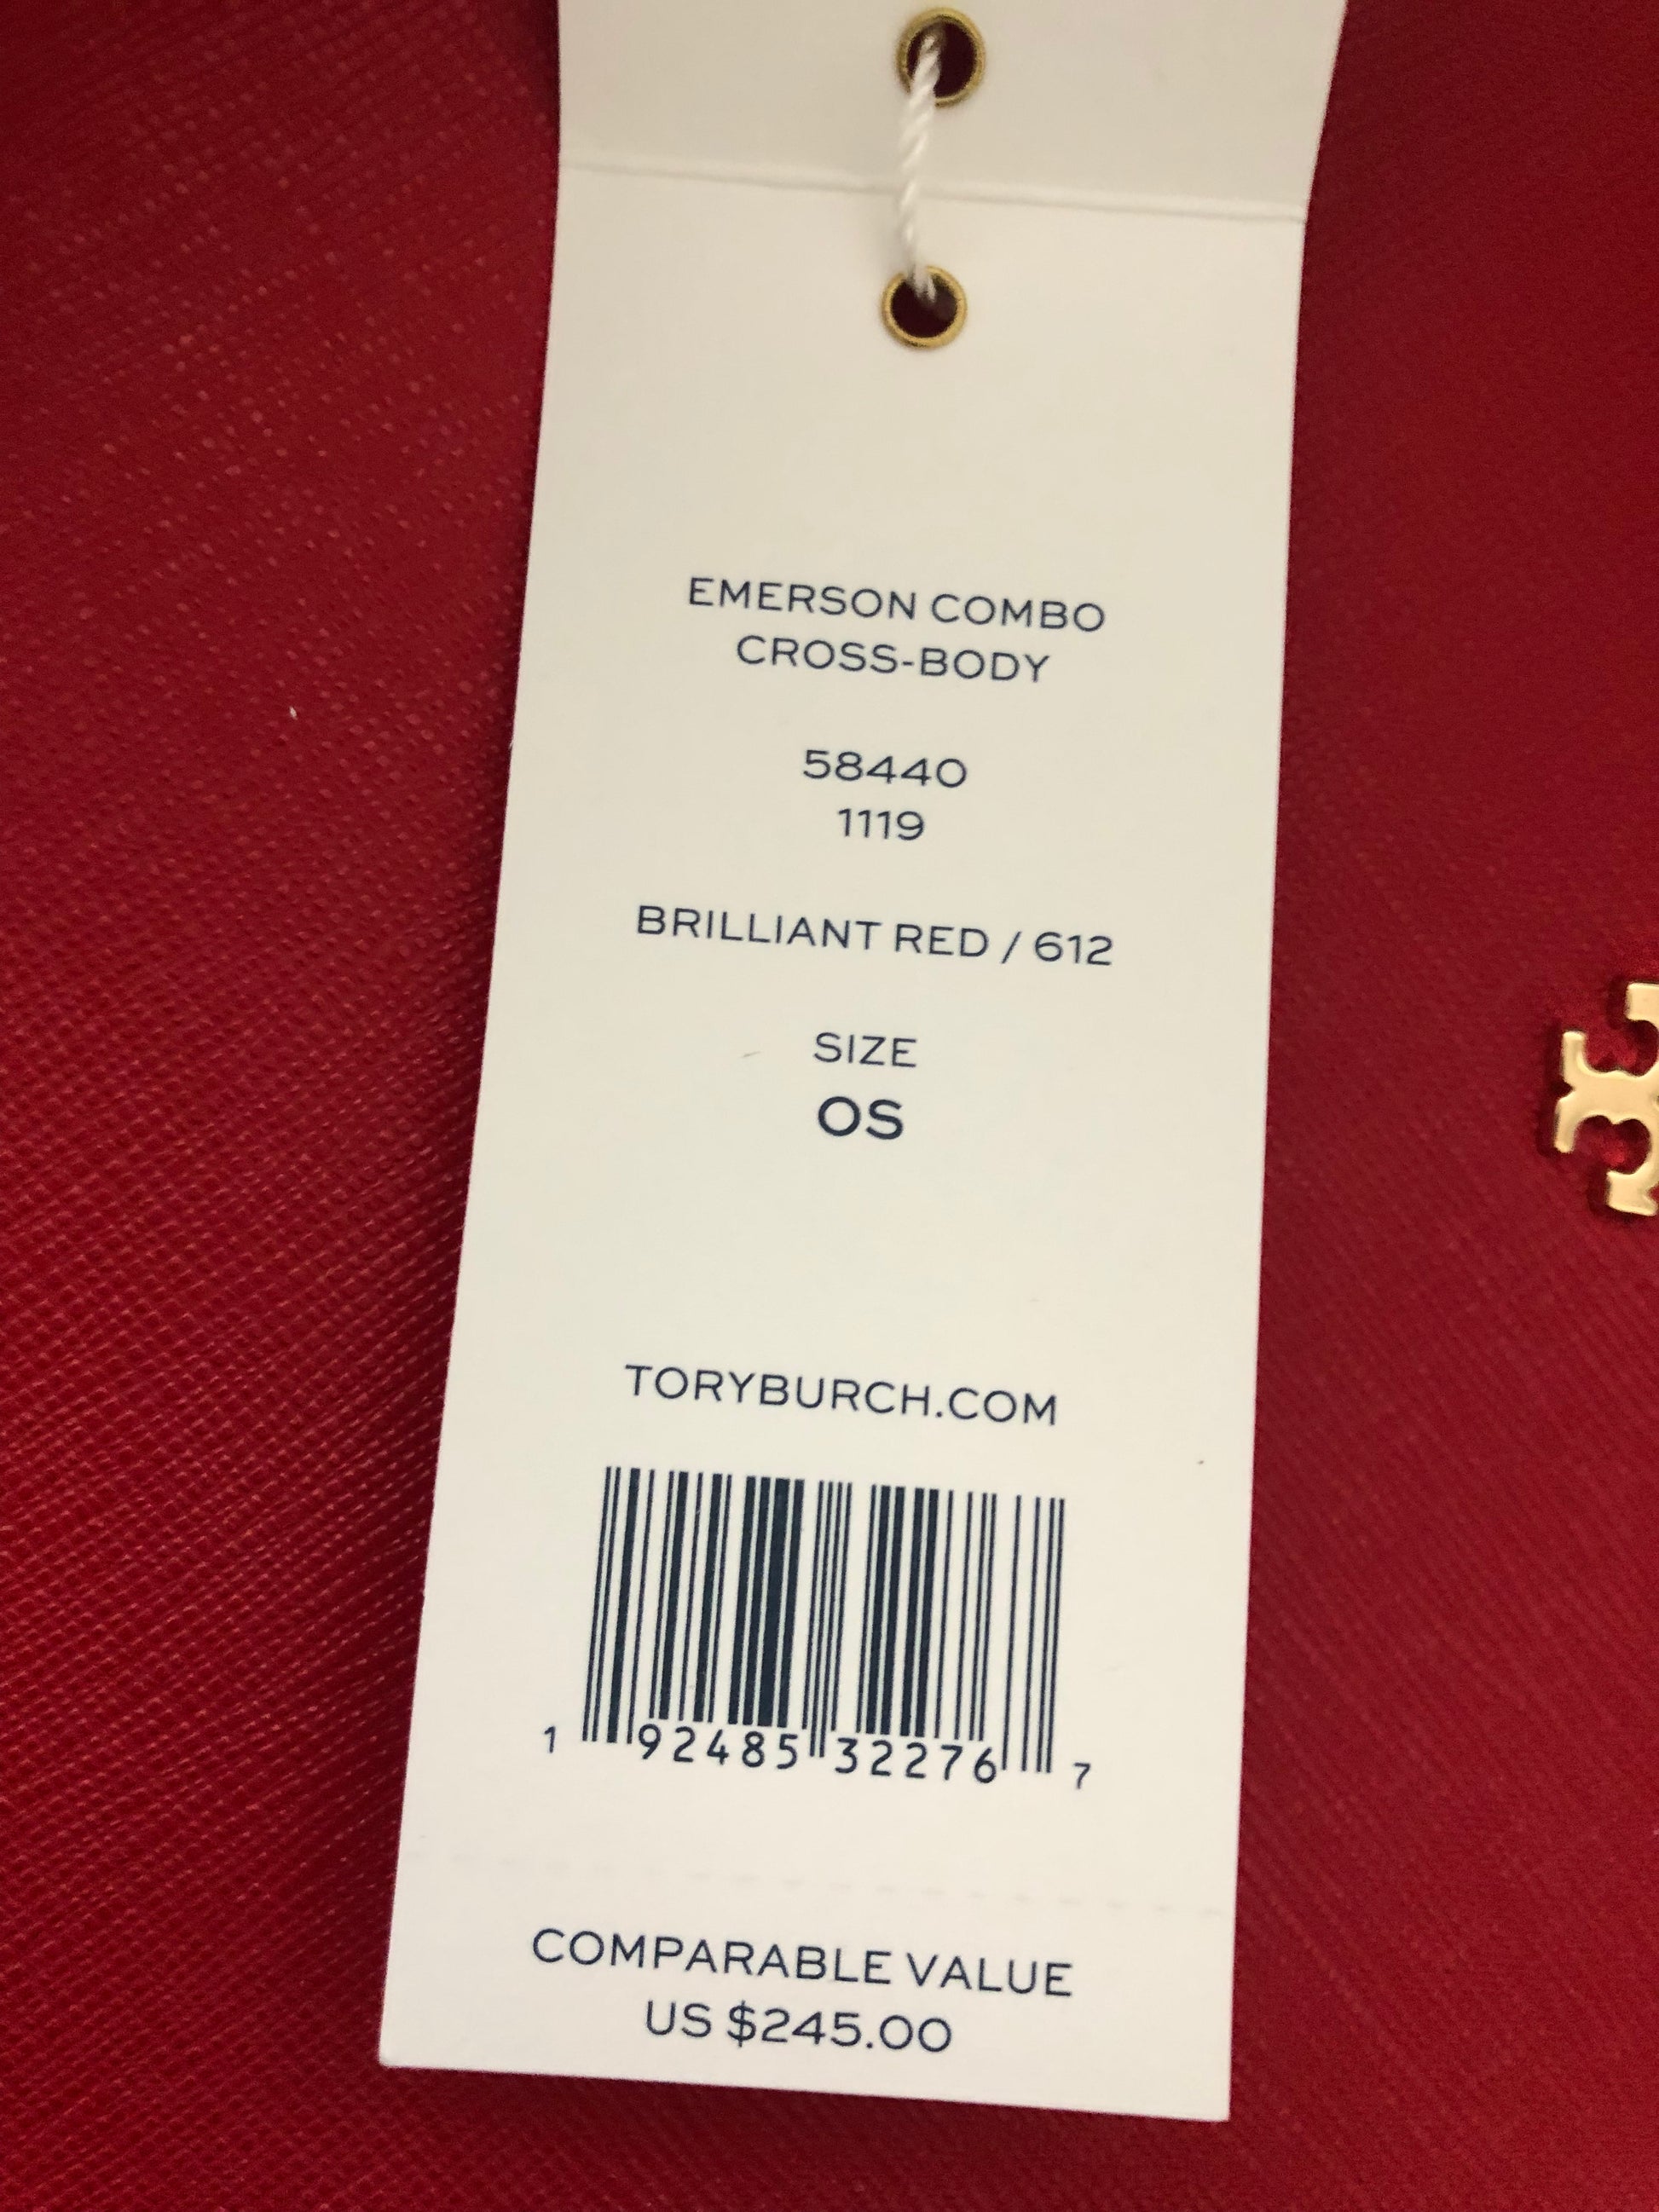 EMERSON COMBO
CROSS-BODY
58440
1119
BRILLIANT RED / 612
SIZE
OS
TORYBURCH.COM
1 92485 32276 7
COMPARABLE VALUE
US $245.00